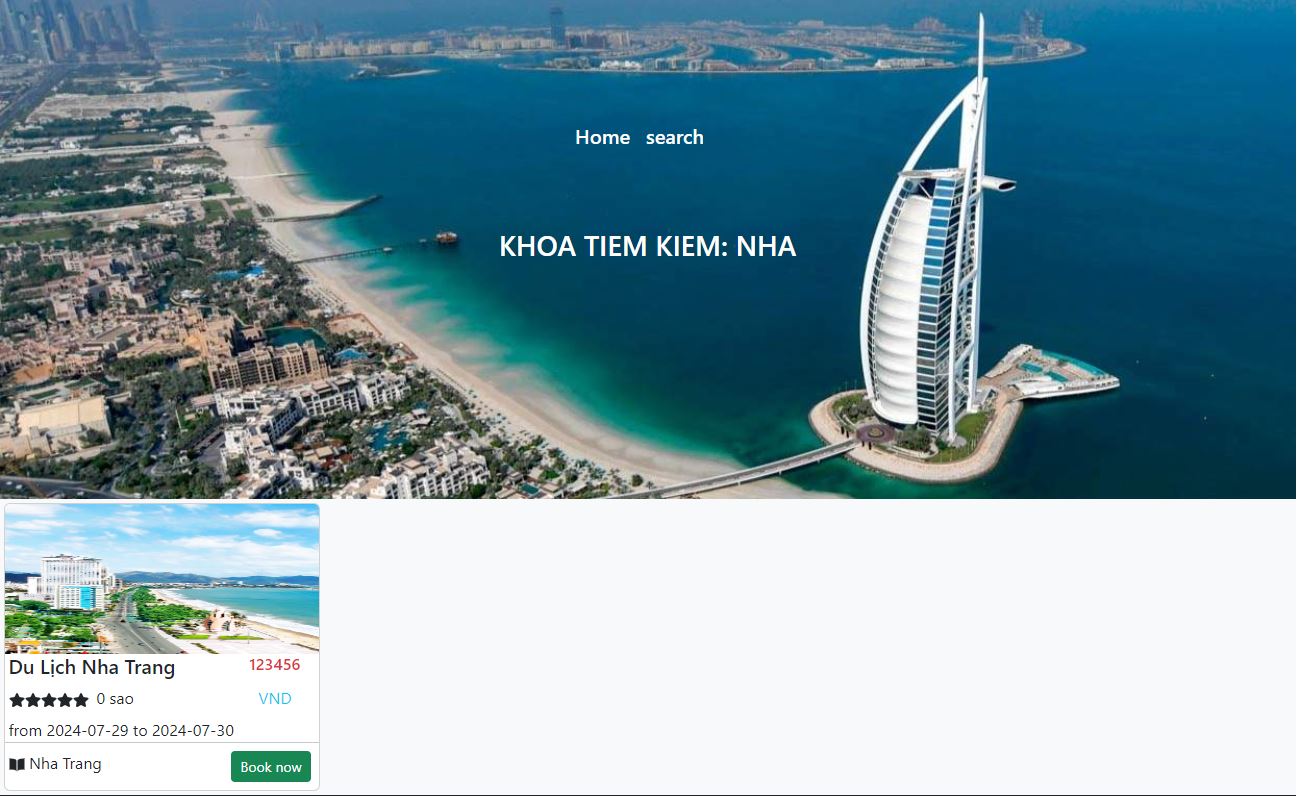 Home search
KHOA TIEM KIEM: NHA
Du Lịch Nha Trang 123456
0 sao VND
from 2024-07-29 to 2024-07-30
Nha Trang Book now